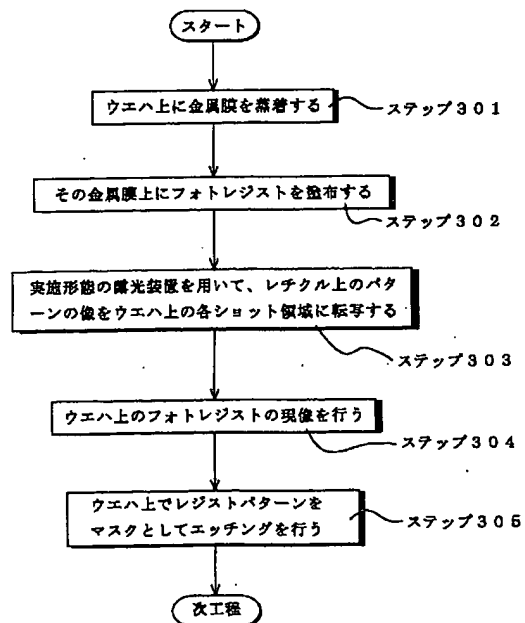 スタート
ウエハ上に金属膜を蒸着する
ステップ301
その金属膜上にフォトレジストを塗布する
ステップ302
実施形態の露光装置を用いて、レチクル上のパタ
ーンの像をウエハ上の各ショット領域に転写する
ステップ303
ウエハ上のフォトレジストの現像を行う
ステップ304
ウエハ上でレジストパターンを
マスクとしてエッチングを行う
ステップ305
次工程